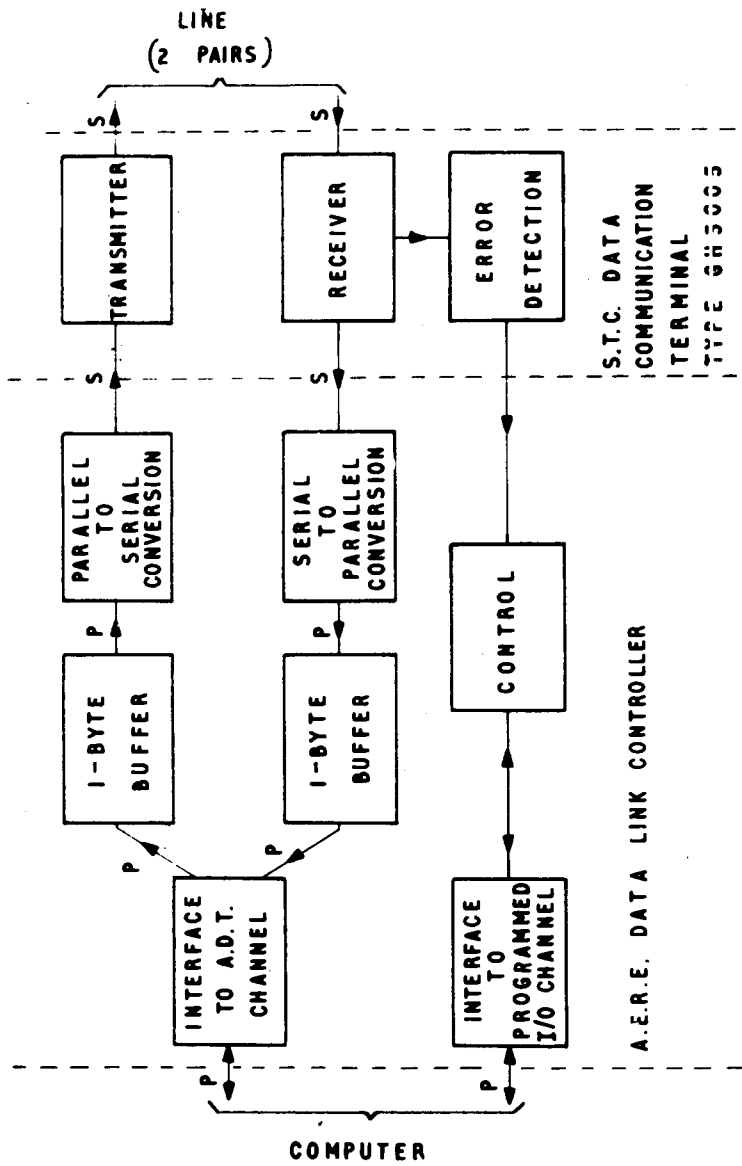 LINE
(2 PAIRS)
S
S
TRANSMITTER
RECEIVER
ERROR
DETECTION
S.T.C. DATA
COMMUNICATION
TERMINAL
TYPE
S
S
PARALLEL
TO
SERIAL
CONVERSION
SERIAL
TO
PARALLEL
CONVERSION
CONTROL
P
P
1-BYTE
BUFFER
1-BYTE
BUFFER
P
P
INTERFACE
TO A.D.T.
CHANNEL
INTERFACE
TO
PROGRAMMED
I/O CHANNEL
A.E.R.E. DATA LINK CONTROLLER
P
P
COMPUTER